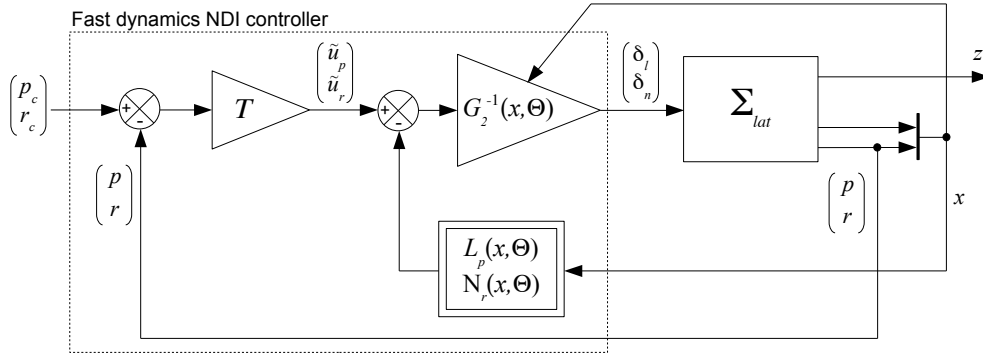 Fast dynamics NDI controller
p_c
r_c
+
-
T
ũ_p
ũ_r
+
-
G_2^{-1}(x,Θ)
δ_l
δ_n
Σ_lat
z
p
r
p
r
x
L_p(x,Θ)
N_r(x,Θ)